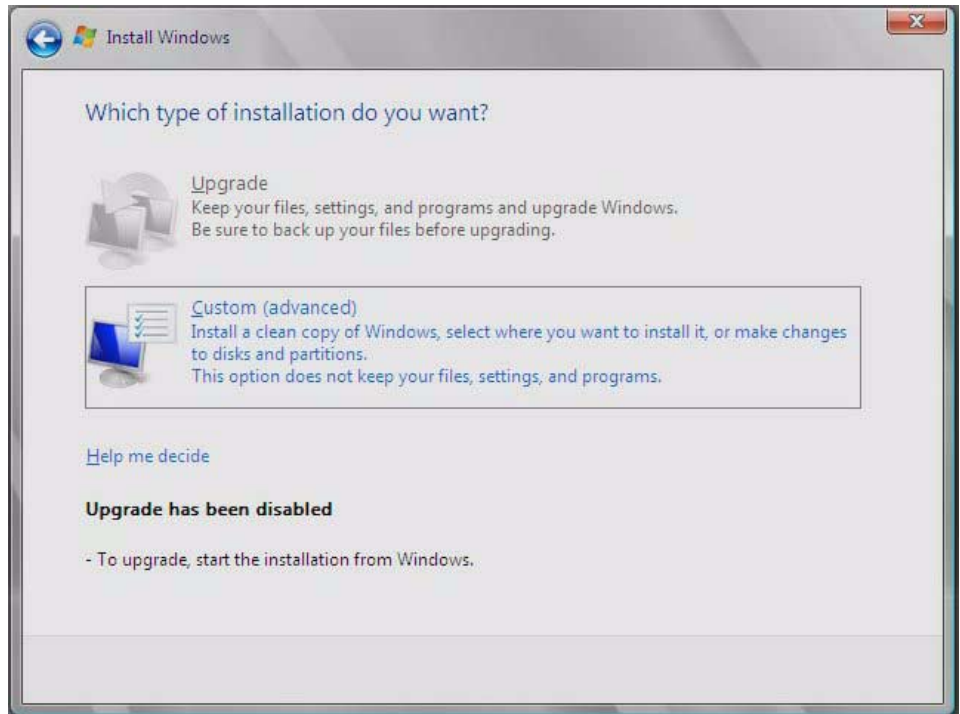 Install Windows
Which type of installation do you want?
Upgrade
Keep your files, settings, and programs and upgrade Windows.
Be sure to back up your files before upgrading.
Custom (advanced)
Install a clean copy of Windows, select where you want to install it, or make changes
to disks and partitions.
This option does not keep your files, settings, and programs.
Help me decide
Upgrade has been disabled
- To upgrade, start the installation from Windows.